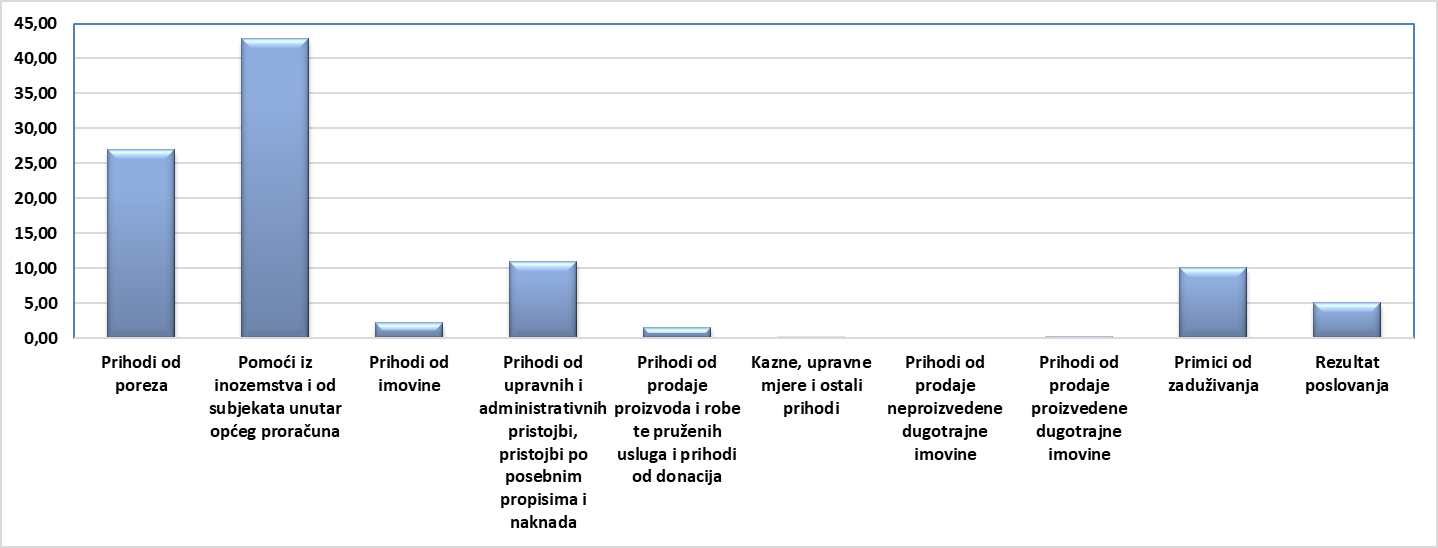 45,00
40,00
35,00
30,00
25,00
20,00
15,00
10,00
5,00
0,00
Prihodi od
poreza
Pomoći iz
inozemstva i od
subjekata unutar
općeg proračuna
Prihodi od
imovine
Prihodi od
upravnih i
administrativnih
pristojbi,
pristojbi po
posebnim
propisima i
naknada
Prihodi od
prodaje
proizvoda i robe
te pruženih
usluga i prihodi
od donacija
Kazne, upravne
mjere i ostali
prihodi
Prihodi od
prodaje
neproizvedene
dugotrajne
imovine
Prihodi od
prodaje
proizvedene
dugotrajne
imovine
Primici od
zaduživanja
Rezultat
poslovanja